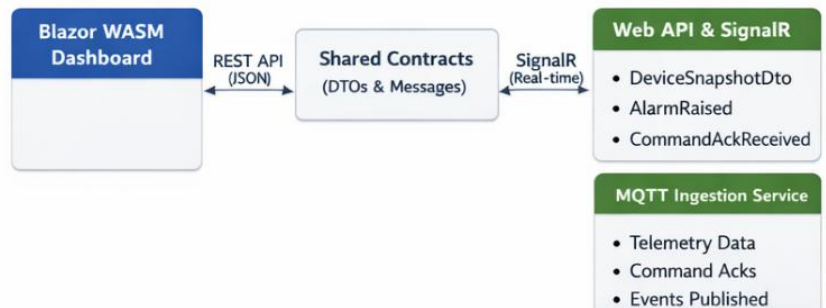 Blazor WASM
Dashboard
REST API
(JSON)
Shared Contracts
(DTOs & Messages)
SignalR
(Real-time)
Web API & SignalR
• DeviceSnapshotDto
• AlarmRaised
• CommandAckReceived
MQTT Ingestion Service
• Telemetry Data
• Command Acks
• Events Published